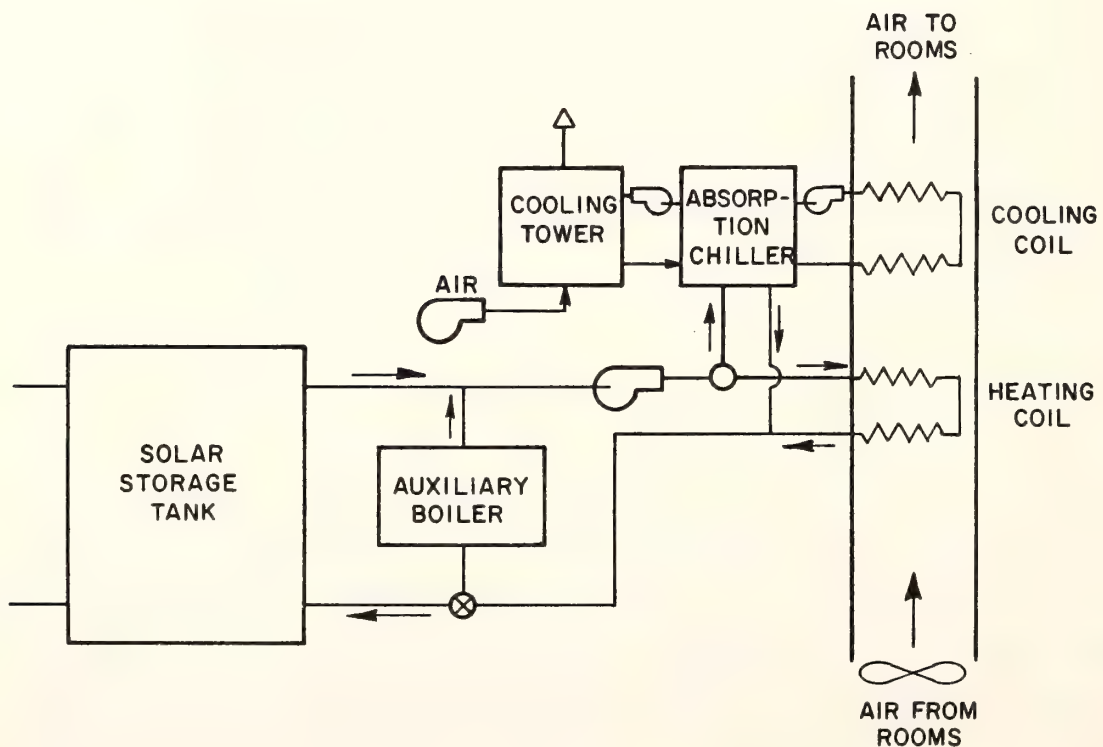 AIR TO
ROOMS
COOLING
TOWER
ABSORP-
TION
CHILLER
COOLING
COIL
AIR
HEATING
COIL
SOLAR
STORAGE
TANK
AUXILIARY
BOILER
AIR FROM
ROOMS